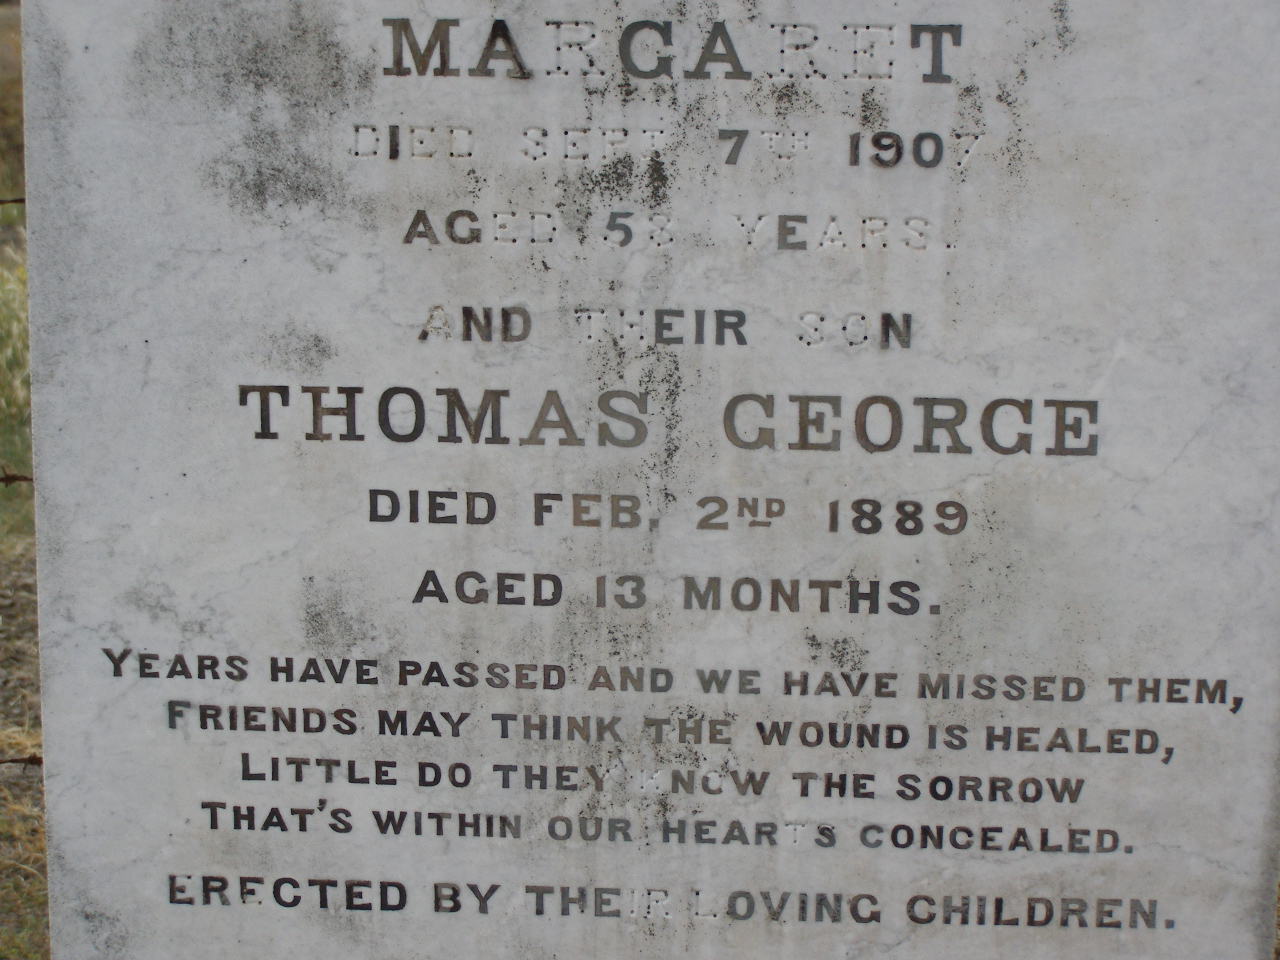 MARGARET
DIED SEPT 7TH 1907
AGED 58 YEARS.
AND THEIR SON
THOMAS GEORGE
DIED FEB. 2ND 1889
AGED 13 MONTHS.
YEARS HAVE PASSED AND WE HAVE MISSED THEM,
FRIENDS MAY THINK THE WOUND IS HEALED,
LITTLE DO THEY KNOW THE SORROW
THAT'S WITHIN OUR HEARTS CONCEALED.
ERECTED BY THEIR LOVING CHILDREN.